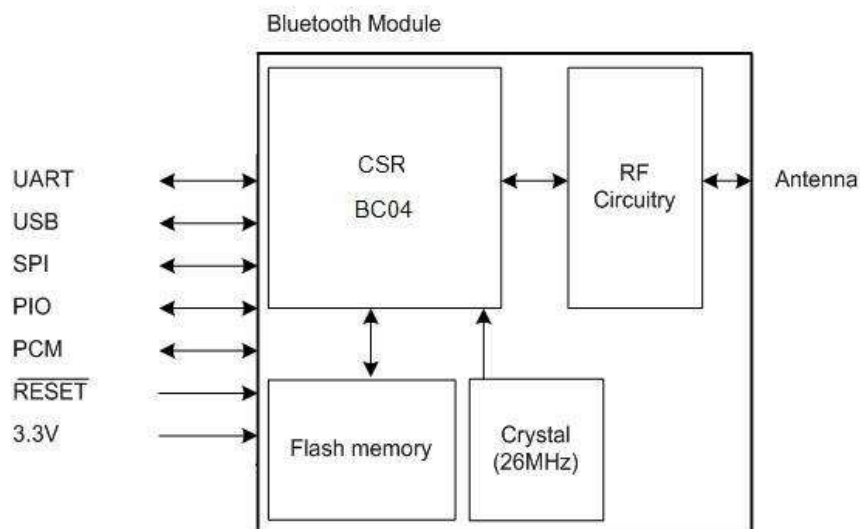 Bluetooth Module
CSR
BC04
RF
Circuitry
Antenna
UART
USB
SPI
PIO
PCM
RESET
3.3V
Flash memory
Crystal
(26MHz)